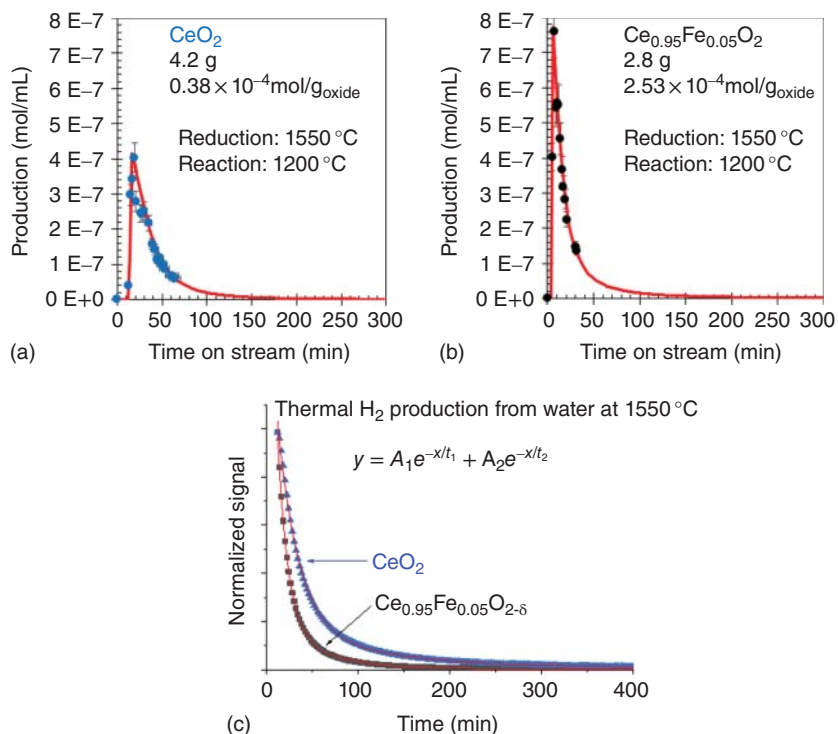 8 E–7
7 E–7
6 E–7
5 E–7
4 E–7
3 E–7
2 E–7
1 E–7
0 E+0
Production (mol/mL)
CeO₂
4.2 g
0.38 × 10⁻⁴mol/g_oxide
Reduction: 1550 °C
Reaction: 1200 °C
0 50 100 150 200 250 300
(a) Time on stream (min)
8 E–7
7 E–7
6 E–7
5 E–7
4 E–7
3 E–7
2 E–7
1 E–7
0 E+0
Production (mol/mL)
Ce₀.₉₅Fe₀.₀₅O₂
2.8 g
2.53 × 10⁻⁴mol/g_oxide
Reduction: 1550 °C
Reaction: 1200 °C
0 50 100 150 200 250 300
(b) Time on stream (min)
Thermal H₂ production from water at 1550 °C
y = A₁e^(–x/t₁) + A₂e^(–x/t₂)
Normalized signal
CeO₂
Ce₀.₉₅Fe₀.₀₅O₂₋δ
0 100 200 300 400
(c) Time (min)